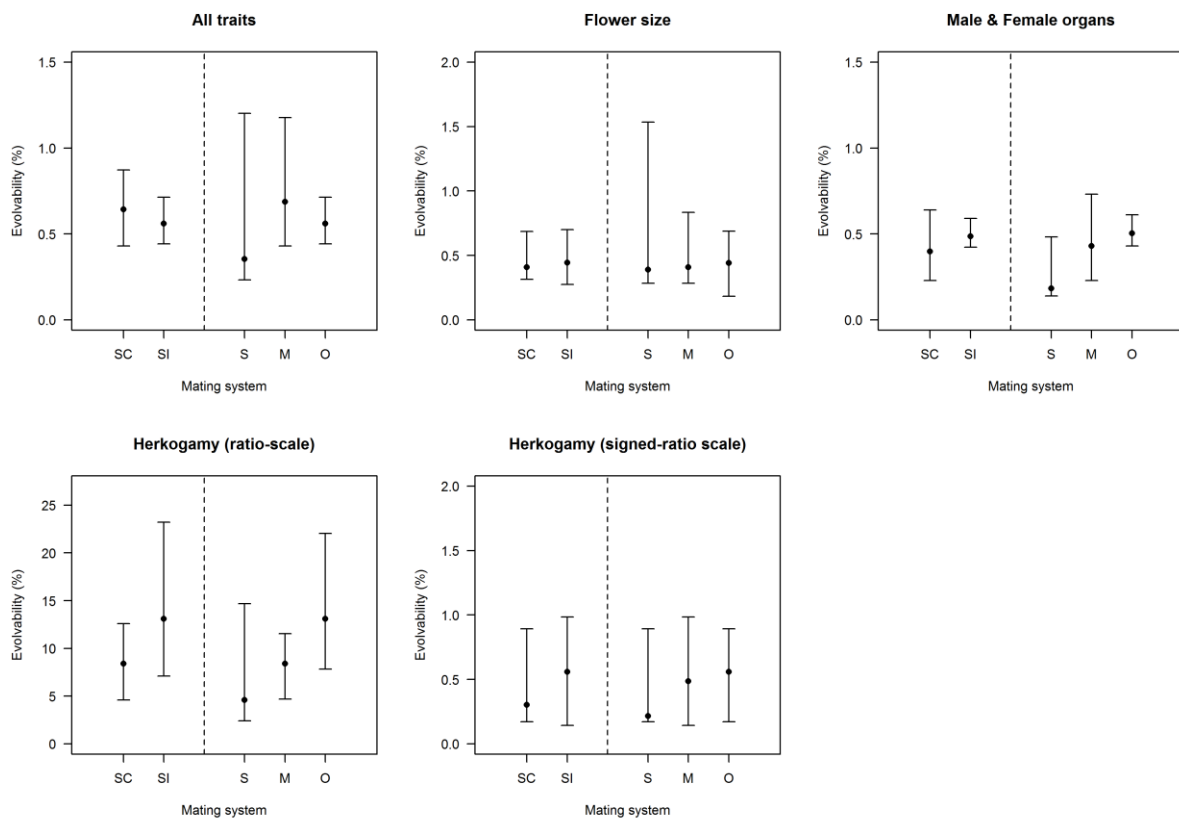 All traits
Evolvability (%)
1.5
1.0
0.5
0.0
SC SI S M O
Mating system
Flower size
Evolvability (%)
2.0
1.5
1.0
0.5
0.0
SC SI S M O
Mating system
Male & Female organs
Evolvability (%)
1.5
1.0
0.5
0.0
SC SI S M O
Mating system
Herkogamy (ratio-scale)
Evolvability (%)
25
20
15
10
5
0
SC SI S M O
Mating system
Herkogamy (signed-ratio scale)
Evolvability (%)
2.0
1.5
1.0
0.5
0.0
SC SI S M O
Mating system